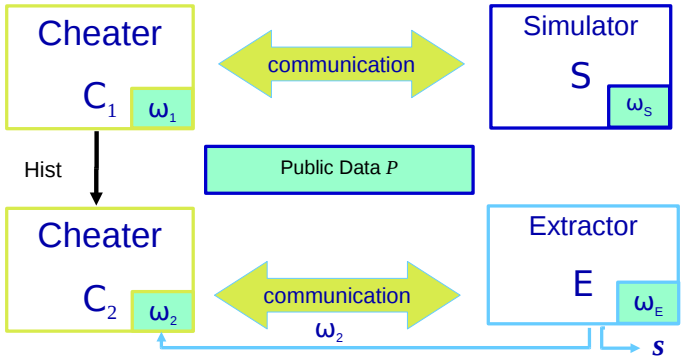 Cheater
C1
ω1
communication
Simulator
S
ωS
Hist
Public Data P
Cheater
C2
ω2
communication
ω2
Extractor
E
ωE
s